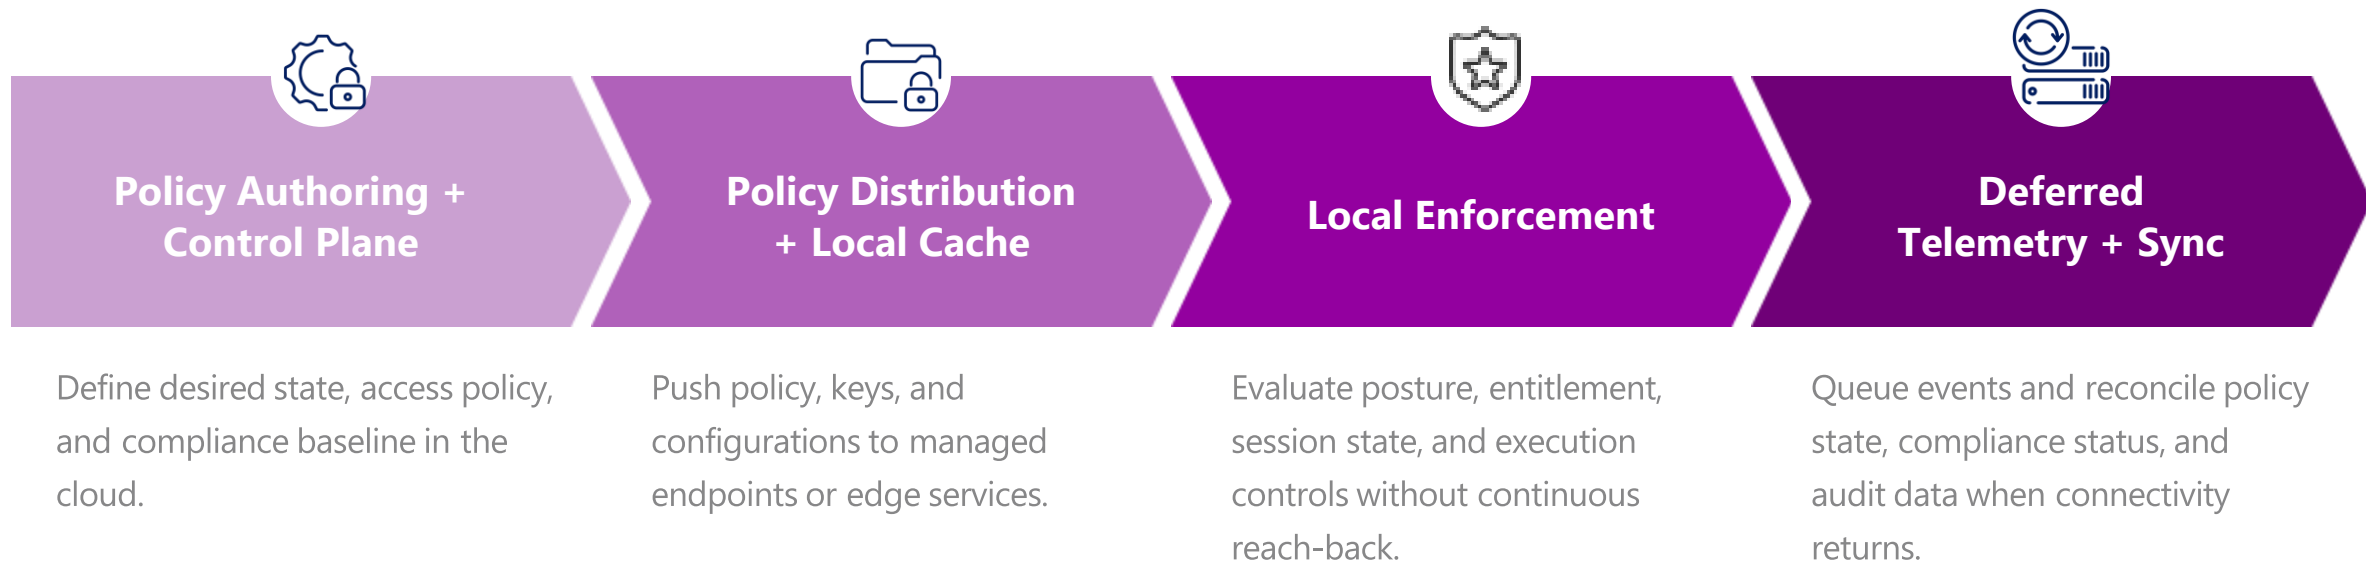 Policy Authoring +
Control Plane
Define desired state, access policy,
and compliance baseline in the
cloud.
Policy Distribution
+ Local Cache
Push policy, keys, and
configurations to managed
endpoints or edge services.
Local Enforcement
Evaluate posture, entitlement,
session state, and execution
controls without continuous
reach-back.
Deferred
Telemetry + Sync
Queue events and reconcile policy
state, compliance status, and
audit data when connectivity
returns.